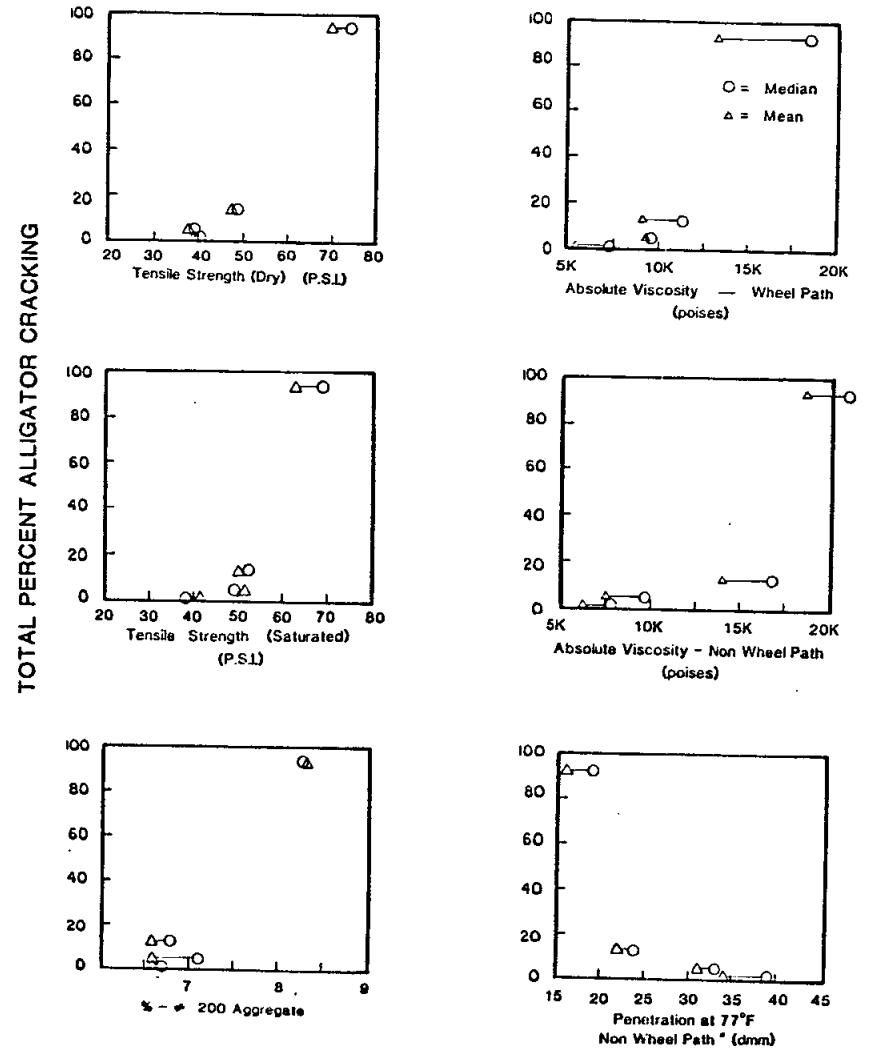 TOTAL PERCENT ALLIGATOR CRACKING
100
80
60
40
20
0
20 30 40 50 60 70 80
Tensile Strength (Dry) (P.S.I.)
100
80
60
40
20
0
O = Median
△ = Mean
5K 10K 15K 20K
Absolute Viscosity — Wheel Path
(poises)
100
80
60
40
20
0
20 30 40 50 60 70 80
Tensile Strength (Saturated)
(P.S.I.)
100
80
60
40
20
0
5K 10K 15K 20K
Absolute Viscosity - Non Wheel Path
(poises)
100
80
60
40
20
0
7 8 9
% - # 200 Aggregate
100
80
60
40
20
0
15 20 25 30 35 40 45
Penetration at 77°F
Non Wheel Path " (dmm)